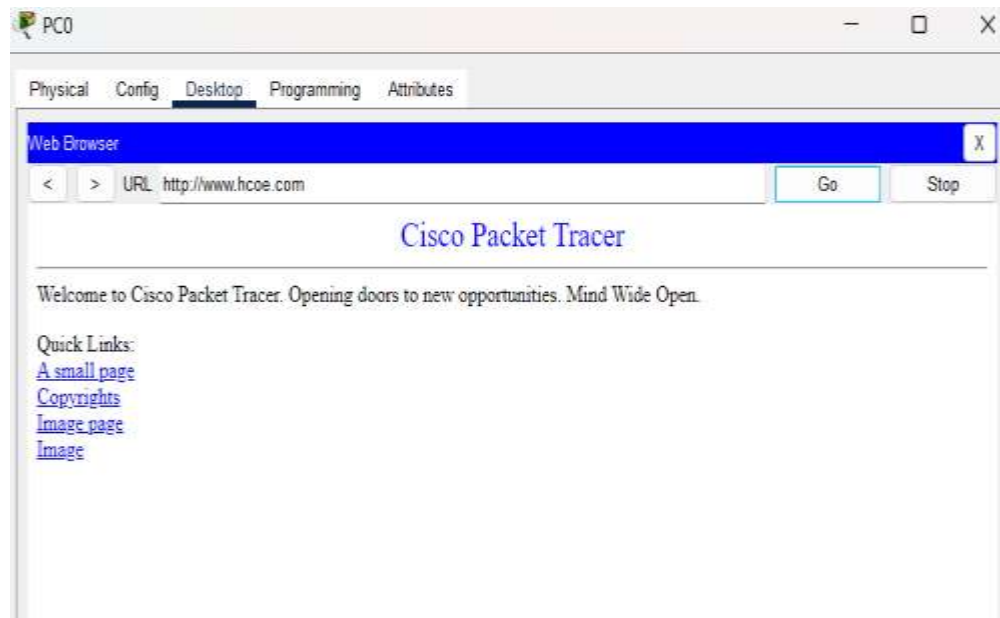 PC0
Physical Config Desktop Programming Attributes
Web Browser X
< > URL http://www.hcoe.com Go Stop
Cisco Packet Tracer
Welcome to Cisco Packet Tracer. Opening doors to new opportunities. Mind Wide Open.
Quick Links:
A small page
Copyrights
Image page
Image